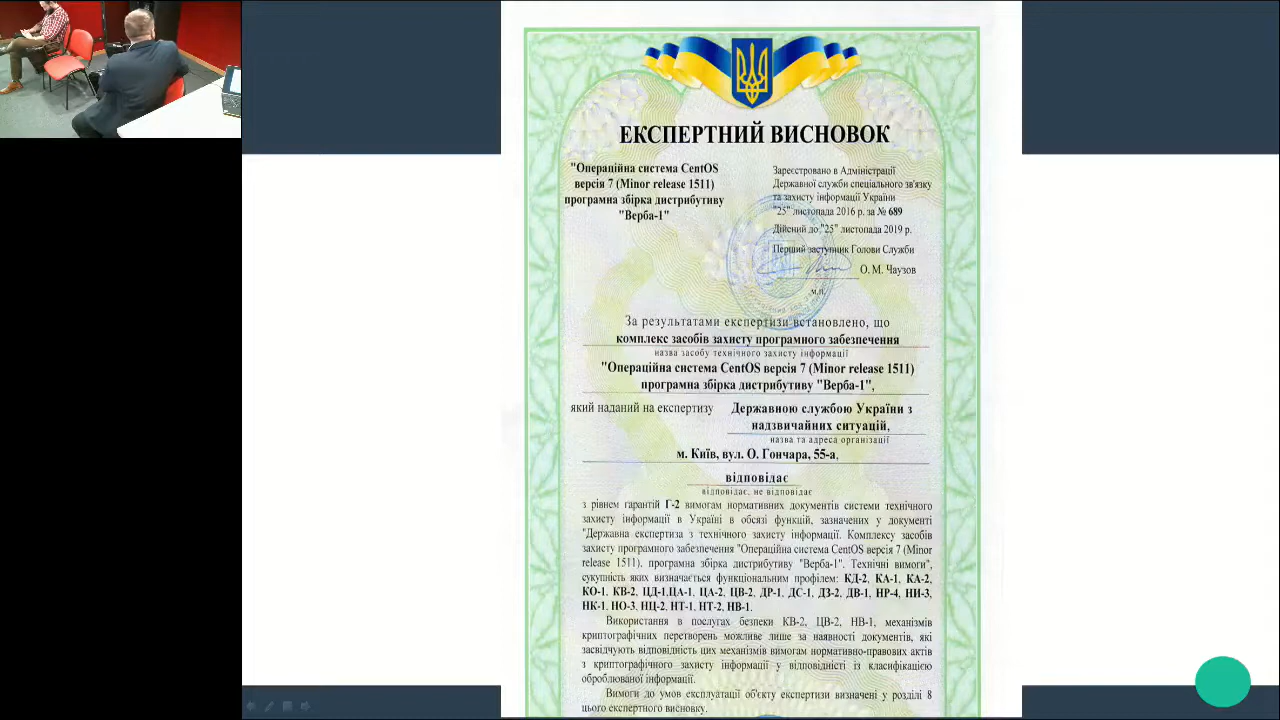 ЕКСПЕРТНИЙ ВИСНОВОК
"Операційна система CentOS
версія 7 (Minor release 1511)
програмна збірка дистрибутиву
"Верба-1"
Зареєстровано в Адміністрації
Державної служби спеціального зв'язку
та захисту інформації України
"25" листопада 2016 р. за № 689
Дійсний до "25" листопада 2019 р.
Перший заступник Голови Служби
О. М. Чаузов
м.п.
За результатами експертизи встановлено, що
комплекс засобів захисту програмного забезпечення
назва засобу технічного захисту інформації
"Операційна система CentOS версія 7 (Minor release 1511)
програмна збірка дистрибутиву "Верба-1",
який наданий на експертизу Державною службою України з
надзвичайних ситуацій,
назва та адреса організації
м. Київ, вул. О. Гончара, 55-а,
відповідає
відповідає, не відповідає
з рівнем гарантій Г-2 вимогам нормативних документів системи технічного
захисту інформації в Україні в обсязі функцій, зазначених у документі
"Державна експертиза з технічного захисту інформації. Комплексу засобів
захисту програмного забезпечення "Операційна система CentOS версія 7 (Minor
release 1511), програмна збірка дистрибутиву "Верба-1". Технічні вимоги",
сукупність яких визначається функціональним профілем: КД-2, КА-1, КА-2,
КО-1, КВ-2, ЦД-1,ЦА-1, ЦА-2, ЦВ-2, ДР-1, ДС-1, ДЗ-2, ДВ-1, НР-4, НИ-3,
НК-1, НО-3, НЦ-2, НТ-1, НТ-2, НВ-1.
Використання в послугах безпеки КВ-2, ЦВ-2, НВ-1, механізмів
криптографічних перетворень можливе лише за наявності документів, які
засвідчують відповідність цих механізмів вимогам нормативно-правових актів
з криптографічного захисту інформації у відповідності із класифікацією
оброблюваної інформації.
Вимоги до умов експлуатації об'єкту експертизи визначені у розділі 8
цього експертного висновку.